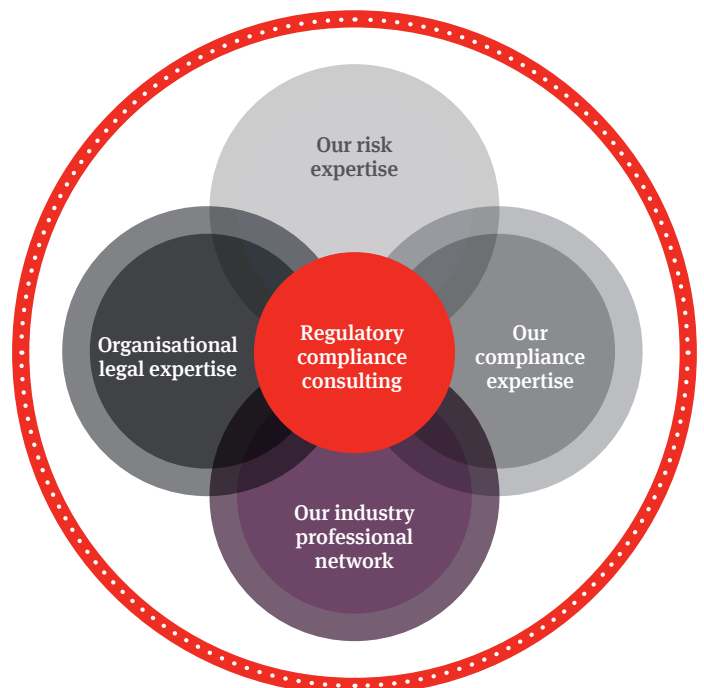 Our risk
expertise
Organisational
legal expertise
Regulatory
compliance
consulting
Our
compliance
expertise
Our industry
professional
network